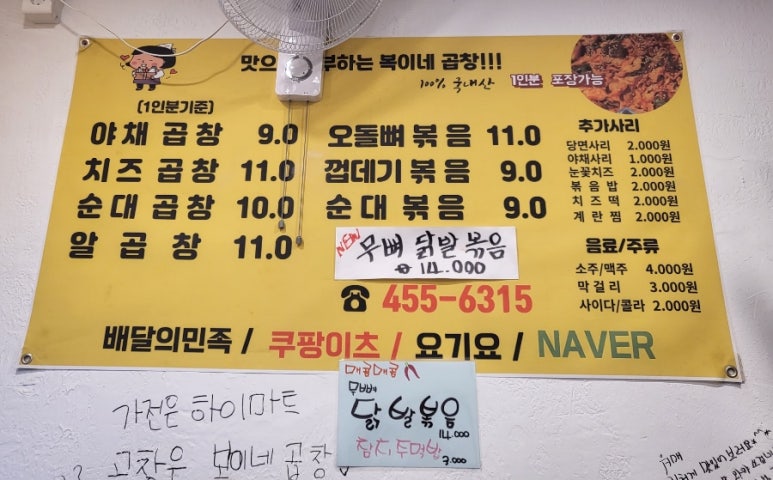 맛으 부하는 복이네 곱창!!!
100% 국내산 1인분 포장가능
(1인분기준)
야채 곱창 9.0
치즈 곱창 11.0
순대 곱창 10.0
알 곱창 11.0
오돌뼈 볶음 11.0
껍데기 볶음 9.0
순대 볶음 9.0
NEW 무뼈 닭발 볶음
14.000
추가사리
당면사리 2.000원
야채사리 1.000원
눈꽃치즈 2.000원
볶음밥 2.000원
치즈떡 2.000원
계란찜 2.000원
음료/주류
소주/맥주 4.000원
막걸리 3.000원
사이다/콜라 2.000원
☎ 455-6315
배달의민족 / 쿠팡이츠 / 요기요 / NAVER
매콤매콤
무뼈
닭발볶음
14.000
참치주먹밥
3.000
가전은 하이마트
곱창은 보이네 곱창